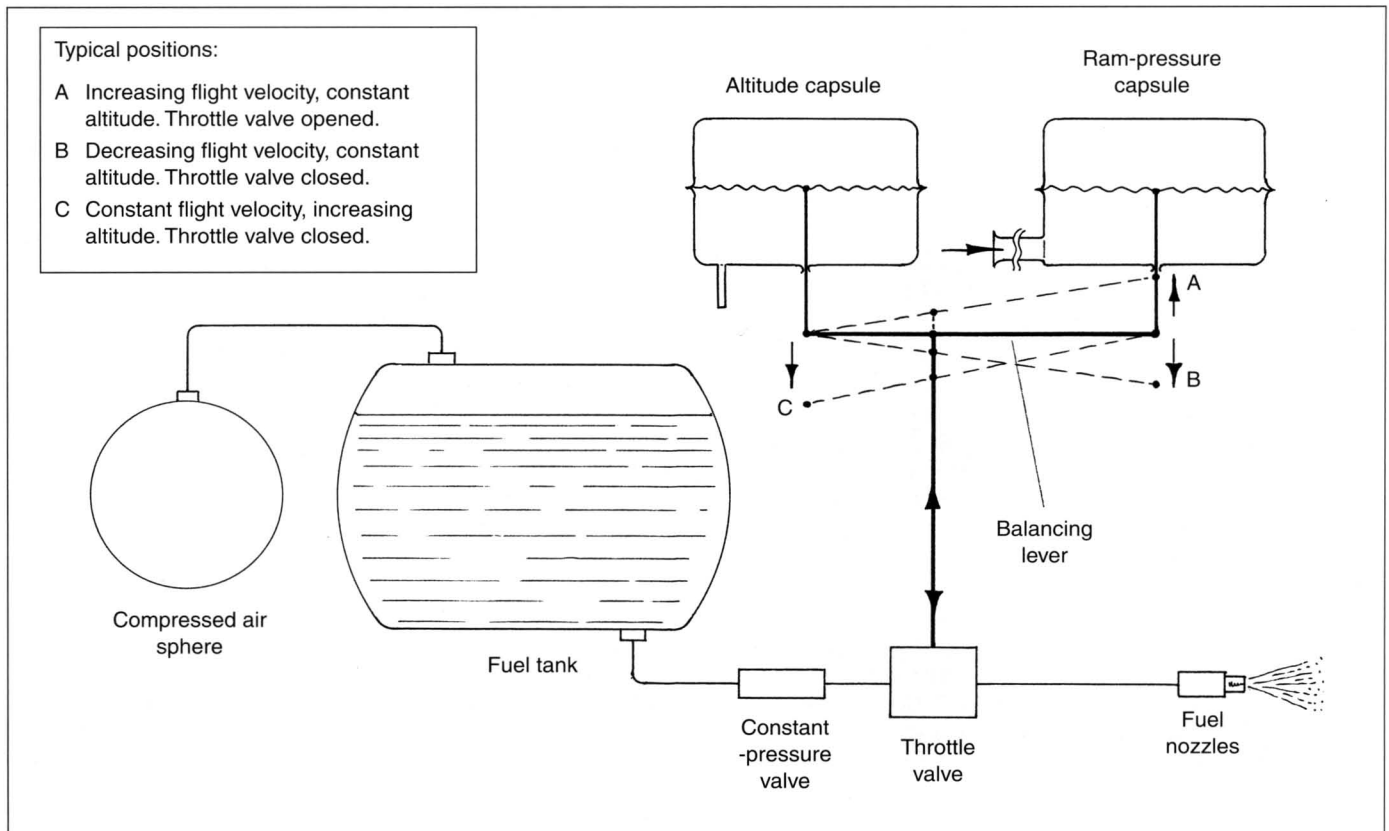 Typical positions:
A Increasing flight velocity, constant
altitude. Throttle valve opened.
B Decreasing flight velocity, constant
altitude. Throttle valve closed.
C Constant flight velocity, increasing
altitude. Throttle valve closed.
Altitude capsule
Ram-pressure
capsule
A
B
C
Balancing
lever
Compressed air
sphere
Fuel tank
Constant
-pressure
valve
Throttle
valve
Fuel
nozzles